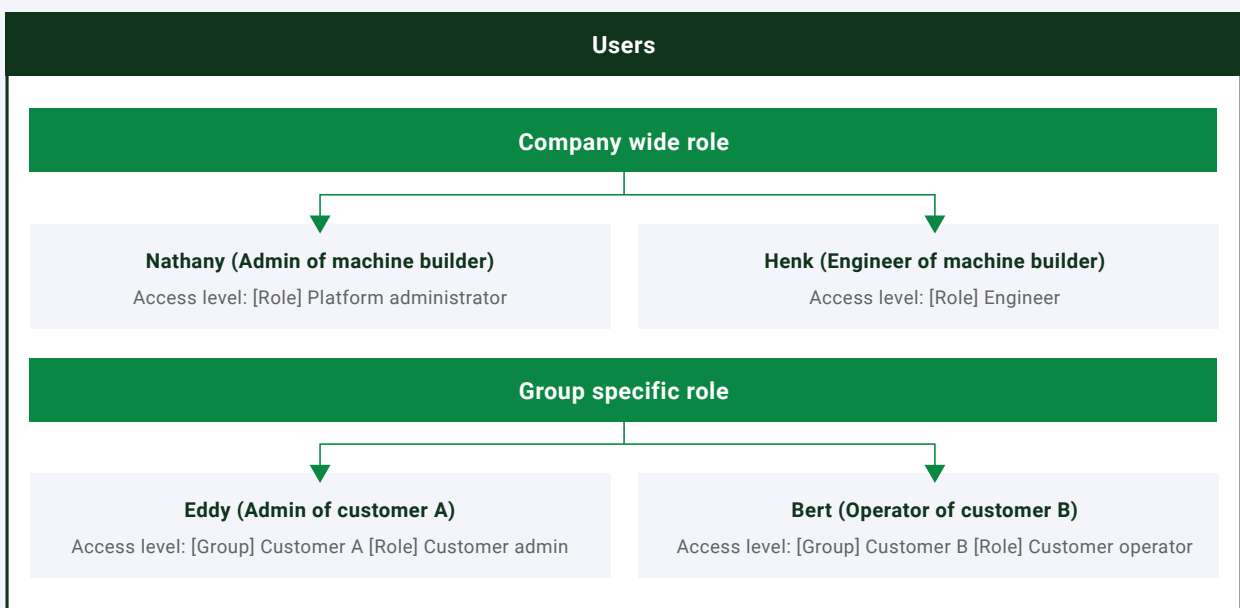 Users
Company wide role
Nathany (Admin of machine builder)
Access level: [Role] Platform administrator
Henk (Engineer of machine builder)
Access level: [Role] Engineer
Group specific role
Eddy (Admin of customer A)
Access level: [Group] Customer A [Role] Customer admin
Bert (Operator of customer B)
Access level: [Group] Customer B [Role] Customer operator